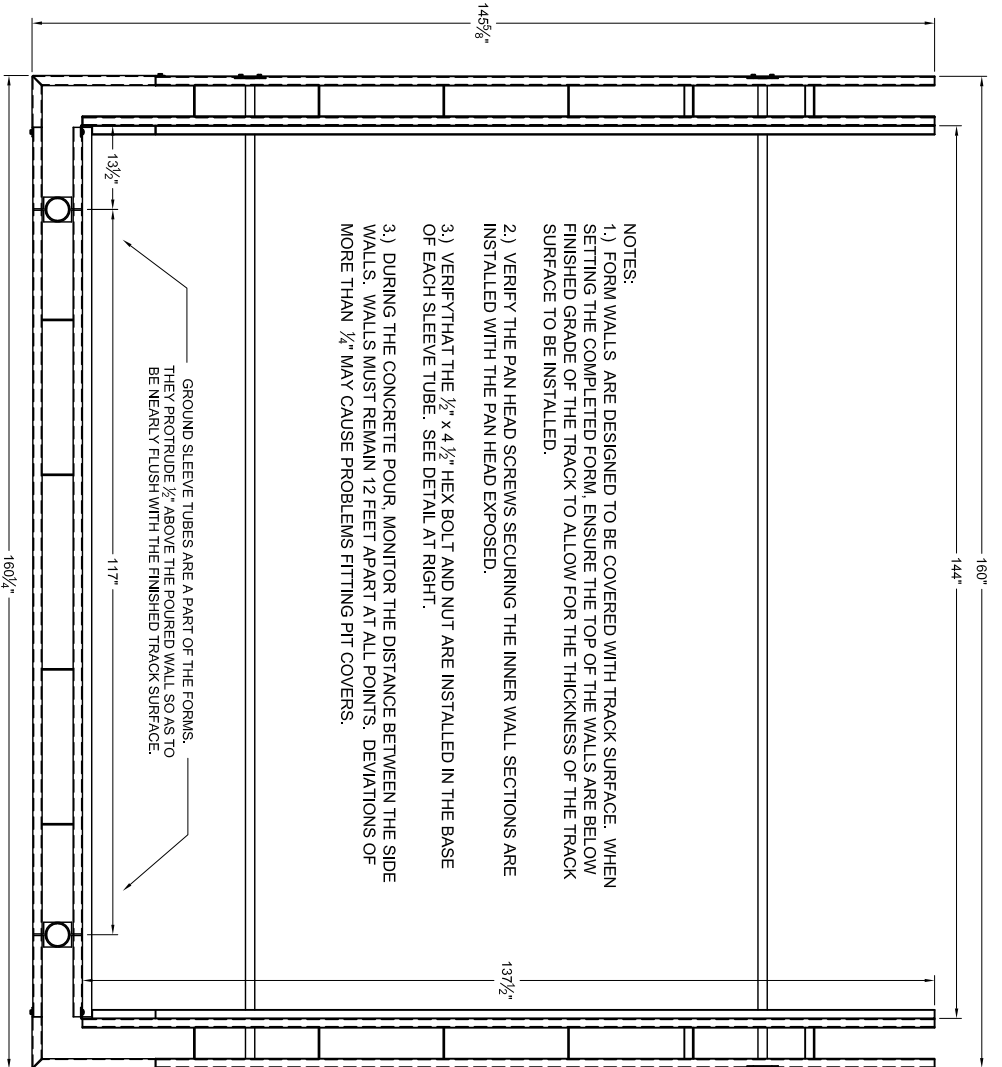 160"
144"
145⅝"
NOTES:
1.) FORM WALLS ARE DESIGNED TO BE COVERED WITH TRACK SURFACE. WHEN
SETTING THE COMPLETED FORM, ENSURE THE TOP OF THE WALLS ARE BELOW
FINISHED GRADE OF THE TRACK TO ALLOW FOR THE THICKNESS OF THE TRACK
SURFACE TO BE INSTALLED.
2.) VERIFY THE PAN HEAD SCREWS SECURING THE INNER WALL SECTIONS ARE
INSTALLED WITH THE PAN HEAD EXPOSED.
3.) VERIFYTHAT THE ½" x 4 ½" HEX BOLT AND NUT ARE INSTALLED IN THE BASE
OF EACH SLEEVE TUBE. SEE DETAIL AT RIGHT.
3.) DURING THE CONCRETE POUR, MONITOR THE DISTANCE BETWEEN THE SIDE
WALLS. WALLS MUST REMAIN 12 FEET APART AT ALL POINTS. DEVIATIONS OF
MORE THAN ¼" MAY CAUSE PROBLEMS FITTING PIT COVERS.
137½"
GROUND SLEEVE TUBES ARE A PART OF THE FORMS.
THEY PROTRUDE ½" ABOVE THE POURED WALL SO AS TO
BE NEARLY FLUSH WITH THE FINISHED TRACK SURFACE.
13½"
117"
160¼"